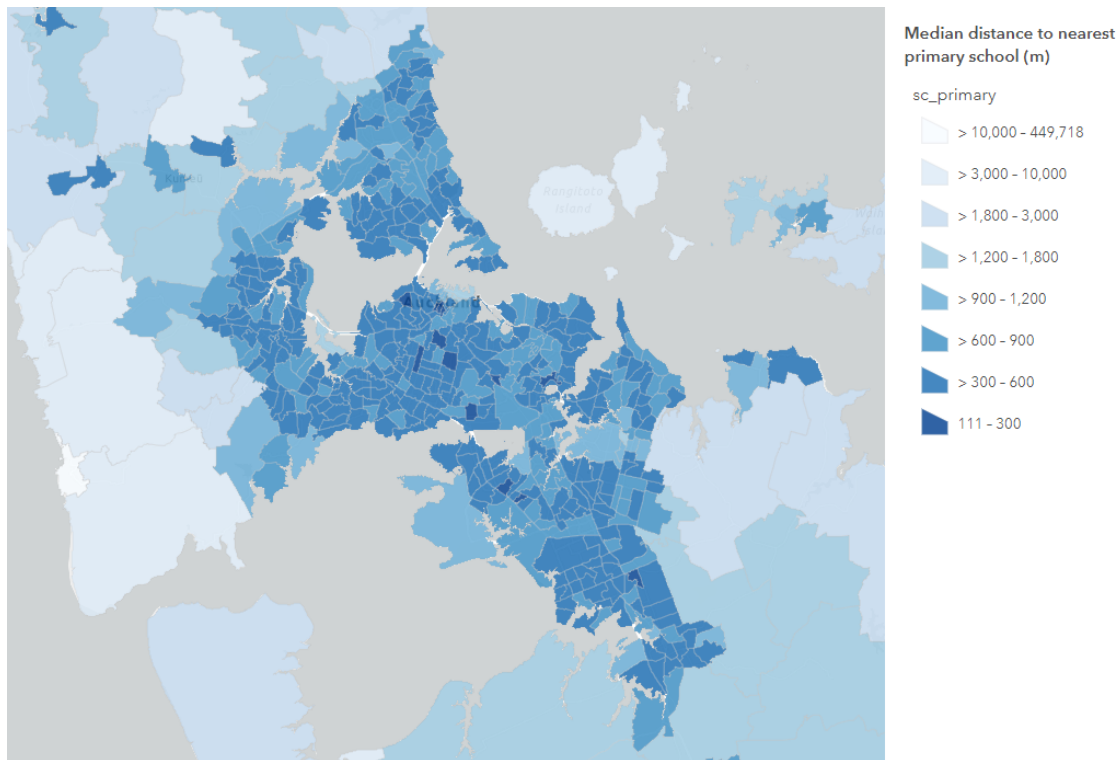 Median distance to nearest
primary school (m)
sc_primary
> 10,000 - 449,718
> 3,000 - 10,000
> 1,800 - 3,000
> 1,200 - 1,800
> 900 - 1,200
> 600 - 900
> 300 - 600
111 - 300
Rangitoto
Island
Auckland